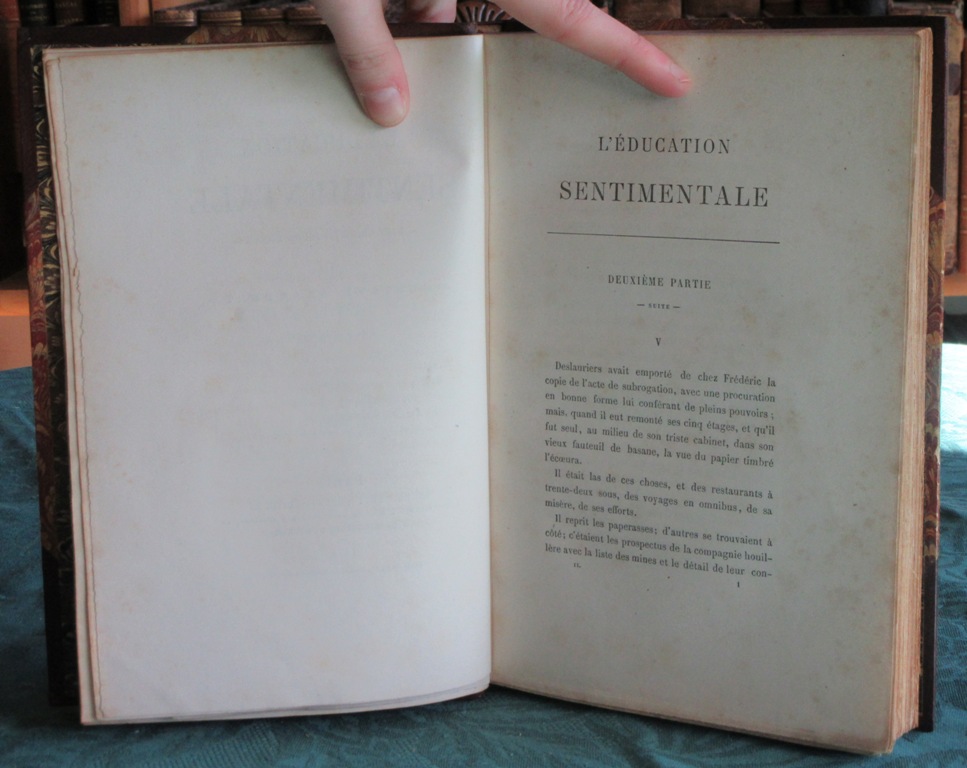 L'ÉDUCATION
SENTIMENTALE
DEUXIÈME PARTIE
— SUITE —
V
Deslauriers avait emporté de chez Frédéric la
copie de l'acte de subrogation, avec une procuration
en bonne forme lui conférant de pleins pouvoirs;
mais, quand il eut remonté ses cinq étages, et qu'il
fut seul, au milieu de son triste cabinet, dans son
vieux fauteuil de basane, la vue du papier timbré
l'écœura.
Il était las de ces choses, et des restaurants à
trente-deux sous, des voyages en omnibus, de sa
misère, de ses efforts.
Il reprit les paperasses; d'autres se trouvaient à
côté; c'étaient les prospectus de la compagnie houil-
lère avec la liste des mines et le détail de leur con-
II. 1